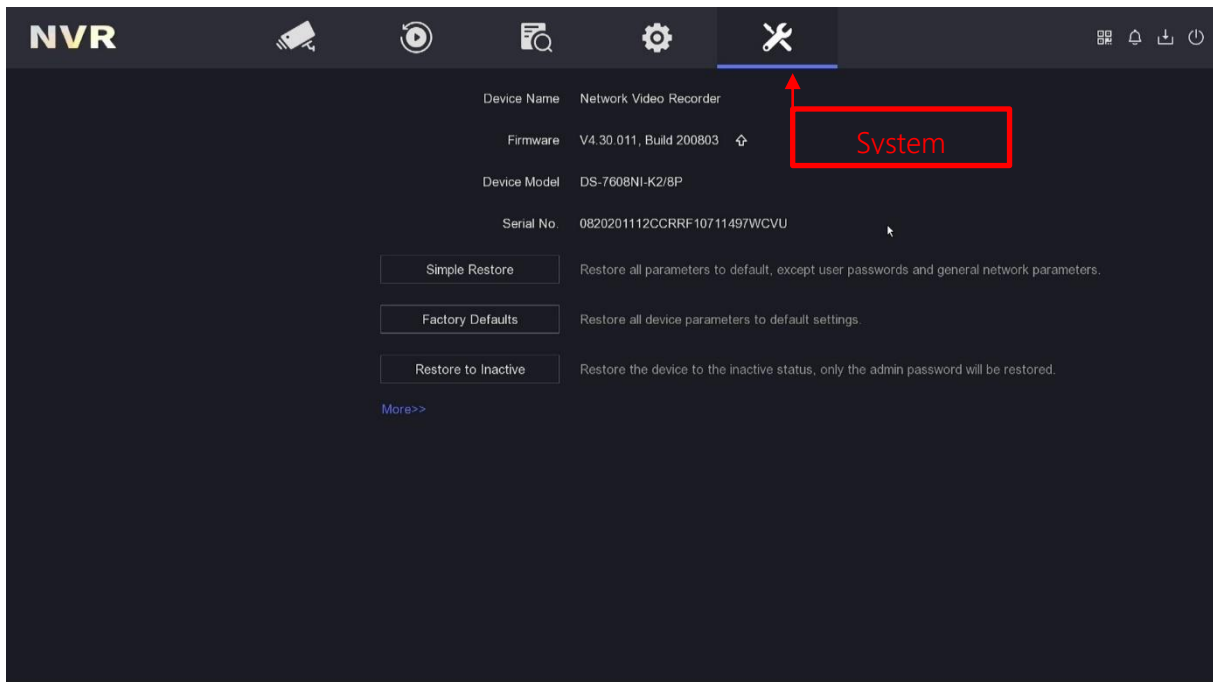 NVR
Device Name Network Video Recorder
Firmware V4.30.011, Build 200803
System
Device Model DS-7608NI-K2/8P
Serial No. 0820201112CCRRF10711497WCVU
Simple Restore Restore all parameters to default, except user passwords and general network parameters.
Factory Defaults Restore all device parameters to default settings.
Restore to Inactive Restore the device to the inactive status, only the admin password will be restored.
More>>